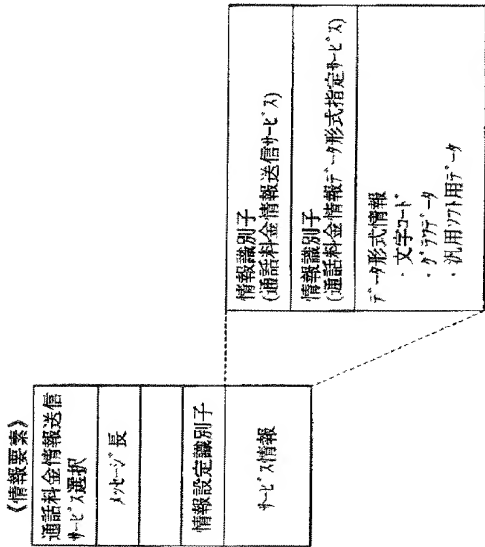 《情報要素》
通話料金情報送信
サービス選択
メッセージ長
情報設定識別子
サービス情報
情報識別子
(通話料金情報送信サービス)
情報識別子
(通話料金情報データ形式指定サービス)
データ形式情報
・文字コード
・グラフデータ
・汎用ソフト用データ